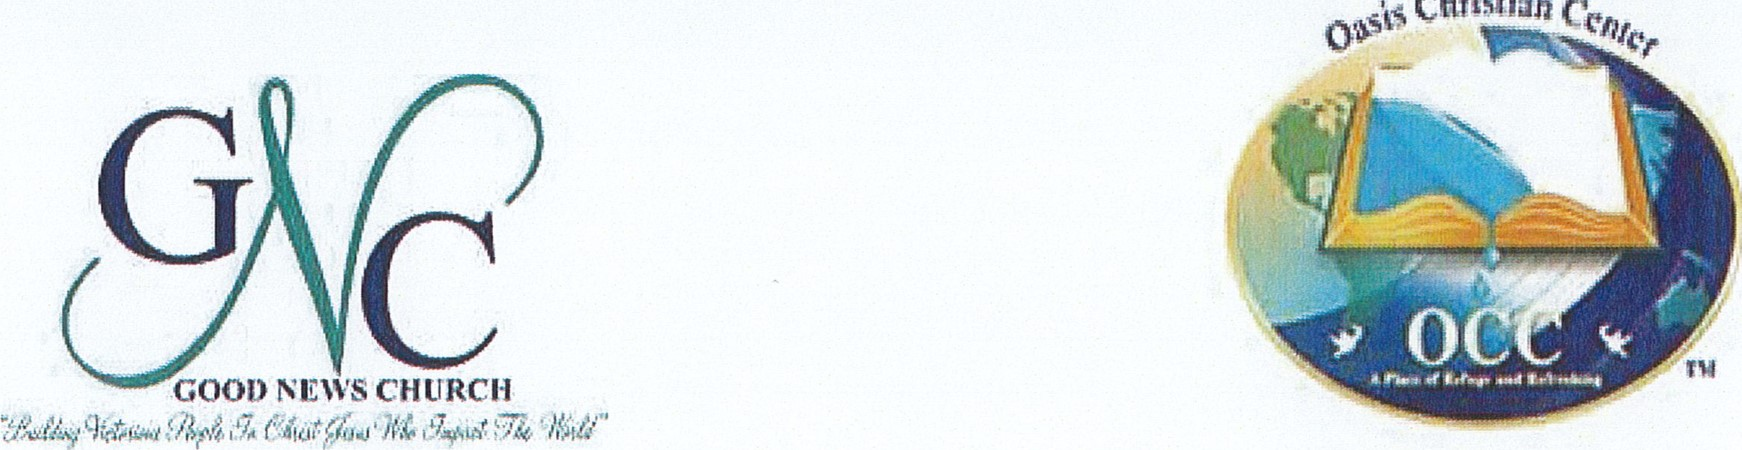 GNC
GOOD NEWS CHURCH
"Building Victorious People In Christ Jesus Who Impact The World"
Oasis Christian Center
OCC
A Place of Refuge and Refreshing
TM